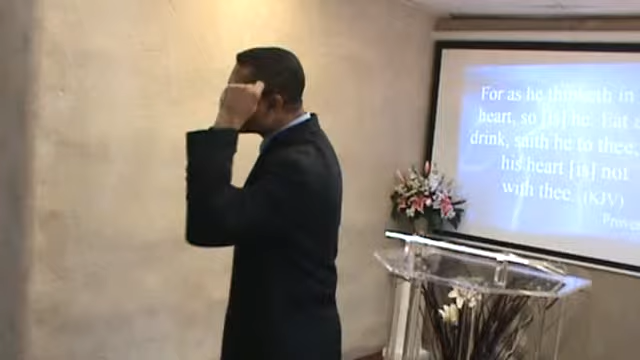 For as he thinketh in
heart, so [is] he: Eat
drink, saith he to thee;
his heart [is] not
with thee. (KJV)